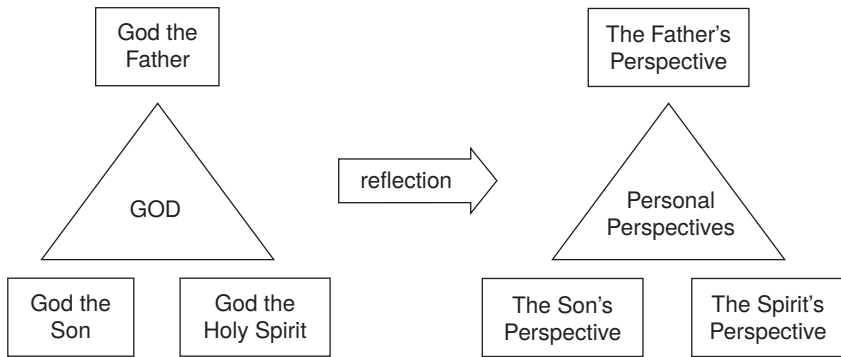 God the
Father
GOD
God the
Son
God the
Holy Spirit
reflection
The Father’s
Perspective
Personal
Perspectives
The Son’s
Perspective
The Spirit’s
Perspective